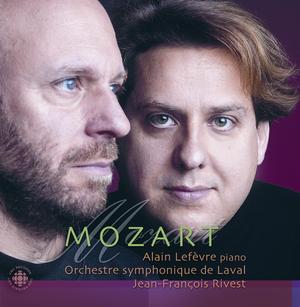 MOZART
Alain Lefèvre piano
Orchestre symphonique de Laval
Jean-François Rivest